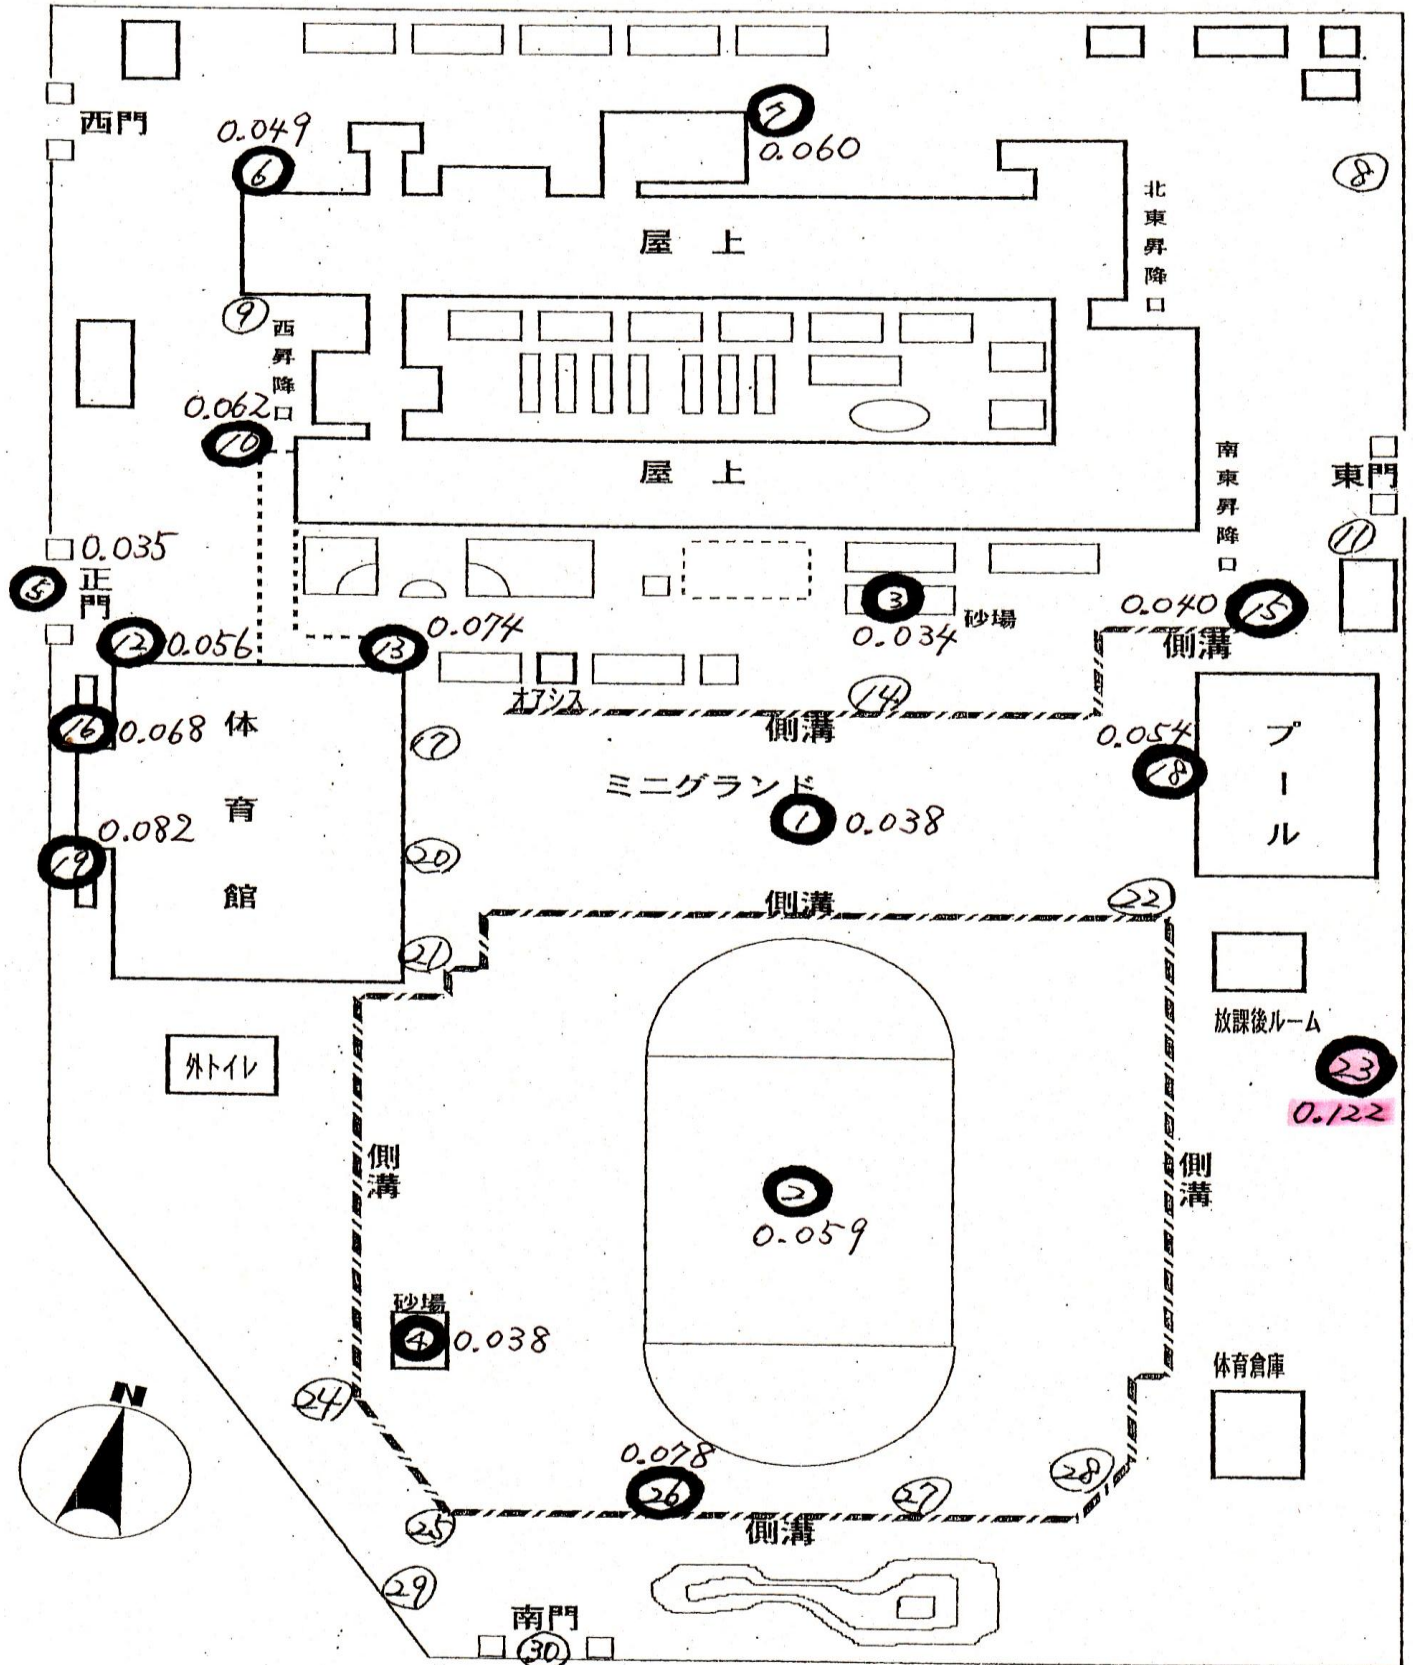 西門
0.049
⑥
⑦
0.060
⑧
北東昇降口
屋上
⑨
西昇降口
0.062
⑩
屋上
南東昇降口
東門
⑪
0.035
⑤
正門
⑫
0.056
⑬
0.074
③
0.034
砂場
0.040
⑮
側溝
オアシス
⑭
側溝
⑯
0.068
体育館
⑰
0.054
⑱
プール
ミニグランド
①
0.038
0.082
⑲
⑳
側溝
㉒
㉑
放課後ルーム
㉓
0.122
外トイレ
側溝
側溝
②
0.059
砂場
④
0.038
体育倉庫
N
㉔
0.078
㉖
㉗
㉘
㉕
側溝
㉙
南門
㉚